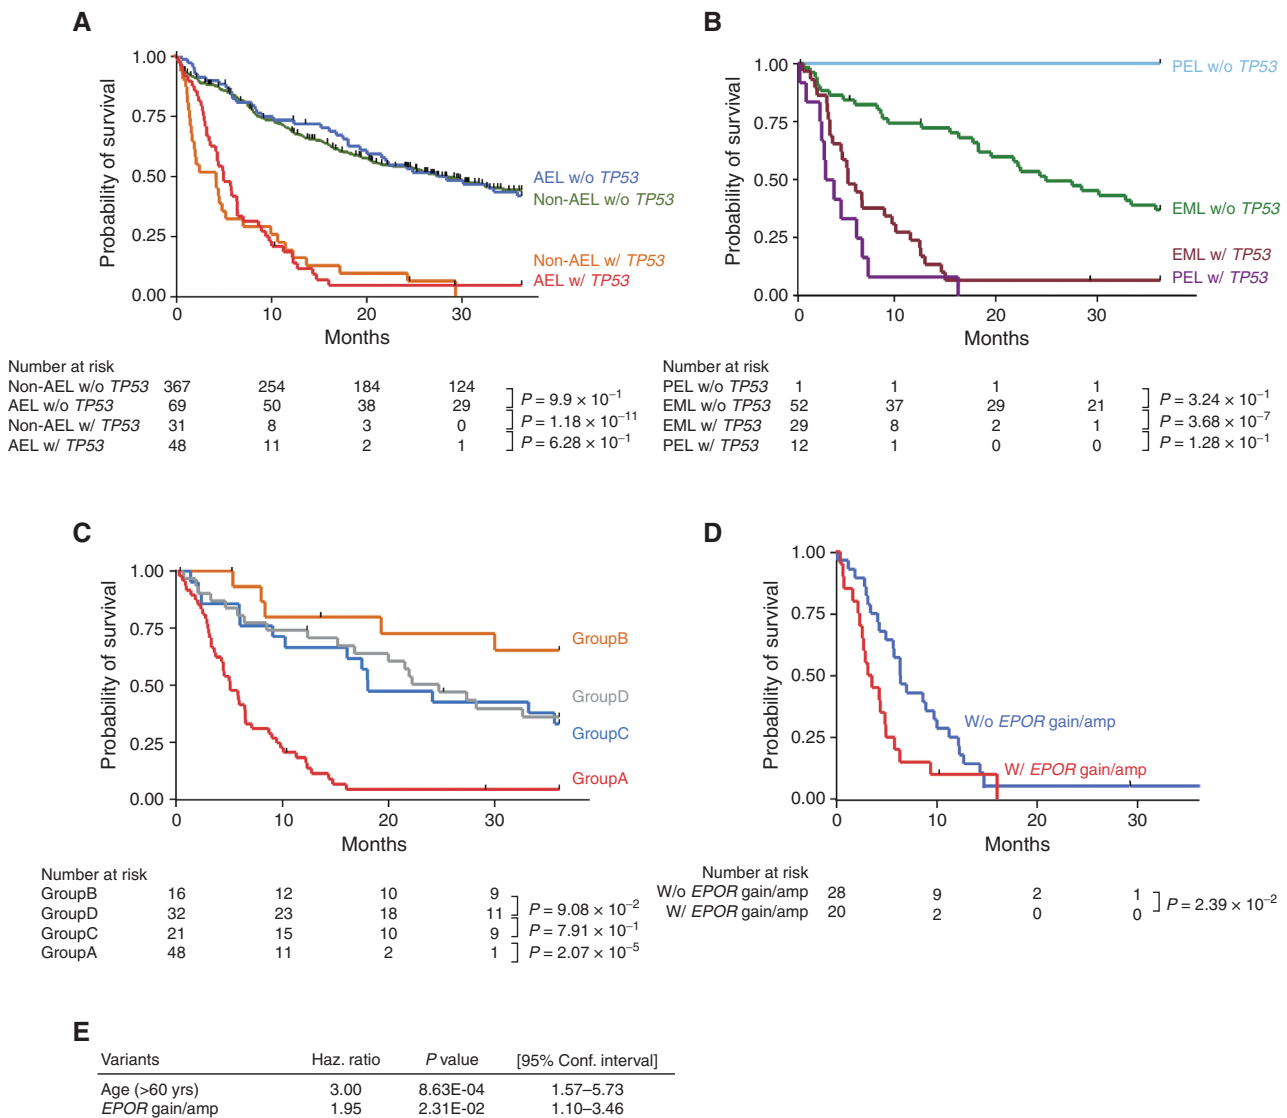 A
Probability of survival
1.00
0.75
0.50
0.25
0.00
AEL w/o TP53
Non-AEL w/o TP53
Non-AEL w/ TP53
AEL w/ TP53
0 10 20 30
Months
Number at risk
Non-AEL w/o TP53 367 254 184 124
AEL w/o TP53 69 50 38 29
Non-AEL w/ TP53 31 8 3 0
AEL w/ TP53 48 11 2 1
P = 9.9 × 10⁻¹
P = 1.18 × 10⁻¹¹
P = 6.28 × 10⁻¹
B
Probability of survival
1.00
0.75
0.50
0.25
0.00
PEL w/o TP53
EML w/o TP53
EML w/ TP53
PEL w/ TP53
0 10 20 30
Months
Number at risk
PEL w/o TP53 1 1 1 1
EML w/o TP53 52 37 29 21
EML w/ TP53 29 8 2 1
PEL w/ TP53 12 1 0 0
P = 3.24 × 10⁻¹
P = 3.68 × 10⁻⁷
P = 1.28 × 10⁻¹
C
Probability of survival
1.00
0.75
0.50
0.25
0.00
GroupB
GroupD
GroupC
GroupA
0 10 20 30
Months
Number at risk
GroupB 16 12 10 9
GroupD 32 23 18 11
GroupC 21 15 10 9
GroupA 48 11 2 1
P = 9.08 × 10⁻²
P = 7.91 × 10⁻¹
P = 2.07 × 10⁻⁵
D
Probability of survival
1.00
0.75
0.50
0.25
0.00
W/o EPOR gain/amp
W/ EPOR gain/amp
0 10 20 30
Months
Number at risk
W/o EPOR gain/amp 28 9 2 1
W/ EPOR gain/amp 20 2 0 0
P = 2.39 × 10⁻²
E
Variants Haz. ratio P value [95% Conf. interval]
Age (>60 yrs) 3.00 8.63E-04 1.57–5.73
EPOR gain/amp 1.95 2.31E-02 1.10–3.46